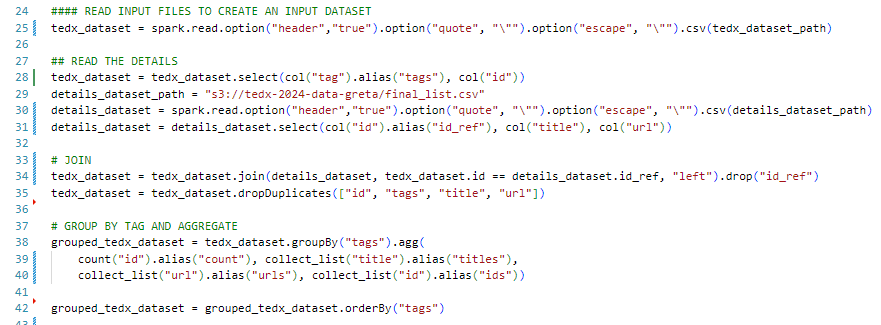 24 #### READ INPUT FILES TO CREATE AN INPUT DATASET
25 tedx_dataset = spark.read.option("header","true").option("quote", "\"").option("escape", "\"").csv(tedx_dataset_path)
26
27 ## READ THE DETAILS
28 tedx_dataset = tedx_dataset.select(col("tag").alias("tags"), col("id"))
29 details_dataset_path = "s3://tedx-2024-data-greta/final_list.csv"
30 details_dataset = spark.read.option("header","true").option("quote", "\"").option("escape", "\"").csv(details_dataset_path)
31 details_dataset = details_dataset.select(col("id").alias("id_ref"), col("title"), col("url"))
32
33 # JOIN
34 tedx_dataset = tedx_dataset.join(details_dataset, tedx_dataset.id == details_dataset.id_ref, "left").drop("id_ref")
35 tedx_dataset = tedx_dataset.dropDuplicates(["id", "tags", "title", "url"])
36
37 # GROUP BY TAG AND AGGREGATE
38 grouped_tedx_dataset = tedx_dataset.groupBy("tags").agg(
39     count("id").alias("count"), collect_list("title").alias("titles"),
40     collect_list("url").alias("urls"), collect_list("id").alias("ids"))
41
42 grouped_tedx_dataset = grouped_tedx_dataset.orderBy("tags")
43